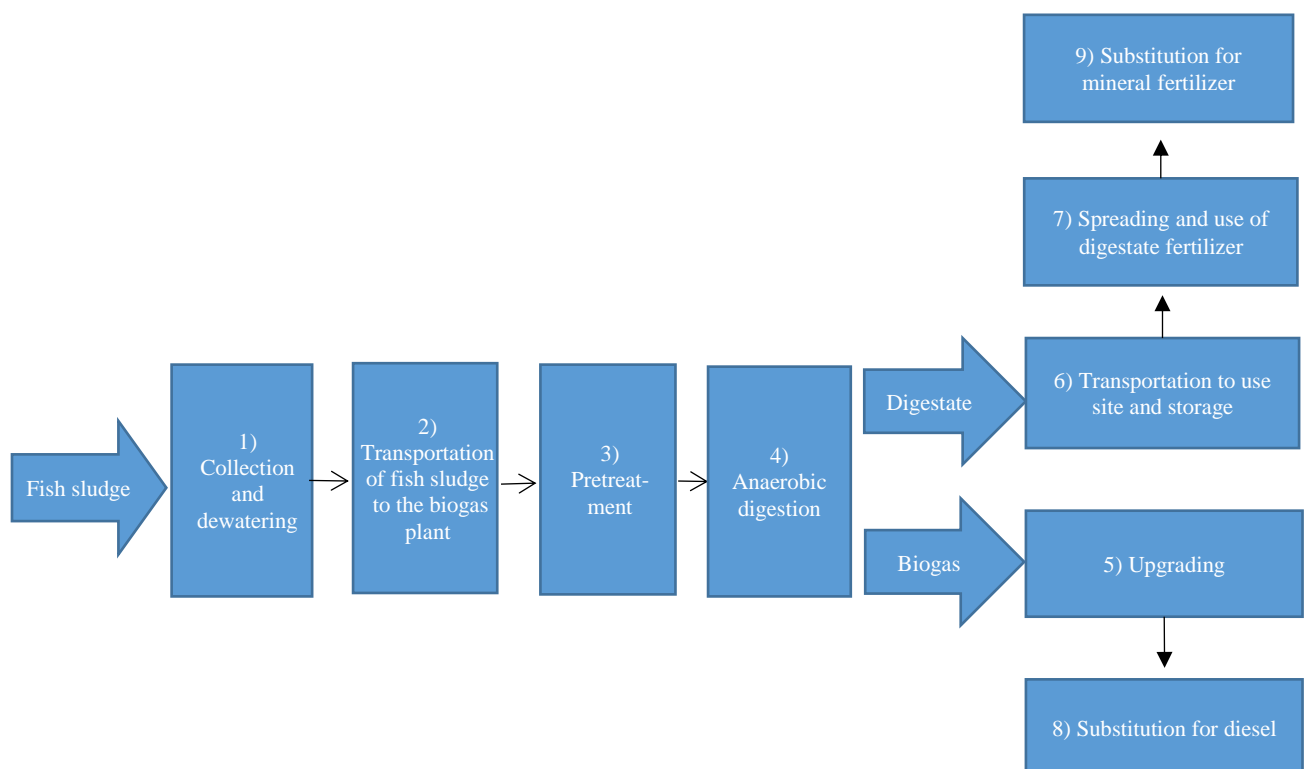 Fish sludge
1)
Collection
and
dewatering
2)
Transportation
of fish sludge
to the biogas
plant
3)
Pretreat-
ment
4)
Anaerobic
digestion
Digestate
Biogas
9) Substitution for
mineral fertilizer
7) Spreading and use of
digestate fertilizer
6) Transportation to use
site and storage
5) Upgrading
8) Substitution for diesel